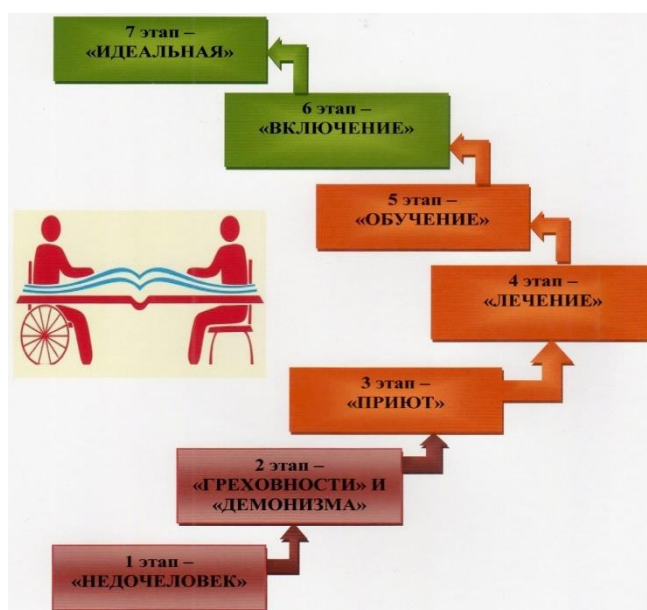 7 этап –
«ИДЕАЛЬНАЯ»
6 этап –
«ВКЛЮЧЕНИЕ»
5 этап –
«ОБУЧЕНИЕ»
4 этап –
«ЛЕЧЕНИЕ»
3 этап –
«ПРИЮТ»
2 этап –
«ГРЕХОВНОСТИ» И
«ДЕМОНИЗМА»
1 этап –
«НЕДОЧЕЛОВЕК»